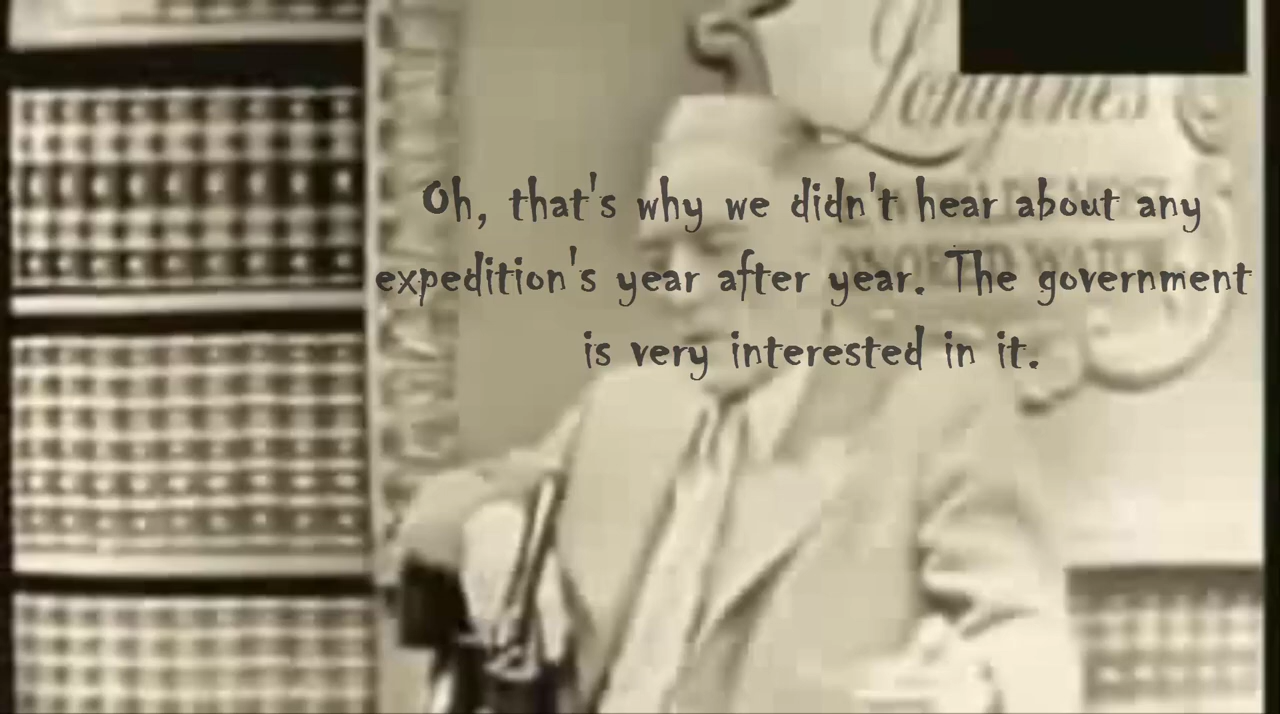 Longines
Oh, that's why we didn't hear about any
expedition's year after year. The government
is very interested in it.